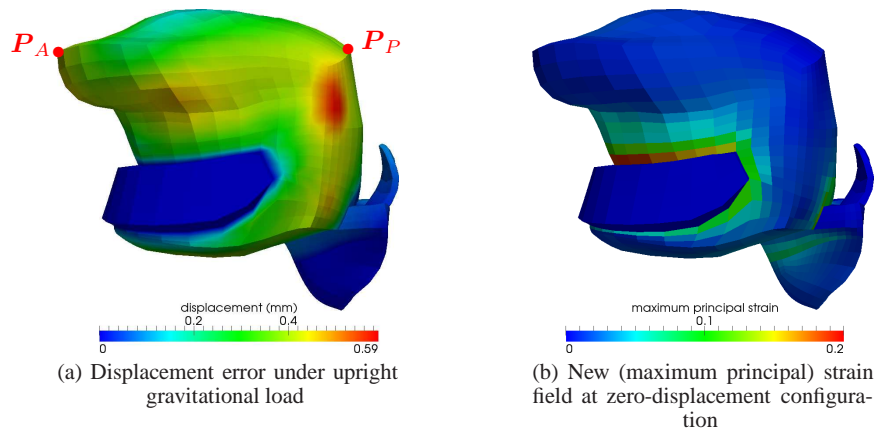 P_A
P_P
displacement (mm)
0.2 0.4
0 0.59
(a) Displacement error under upright
gravitational load
maximum principal strain
0.1
0 0.2
(b) New (maximum principal) strain
field at zero-displacement configura-
tion